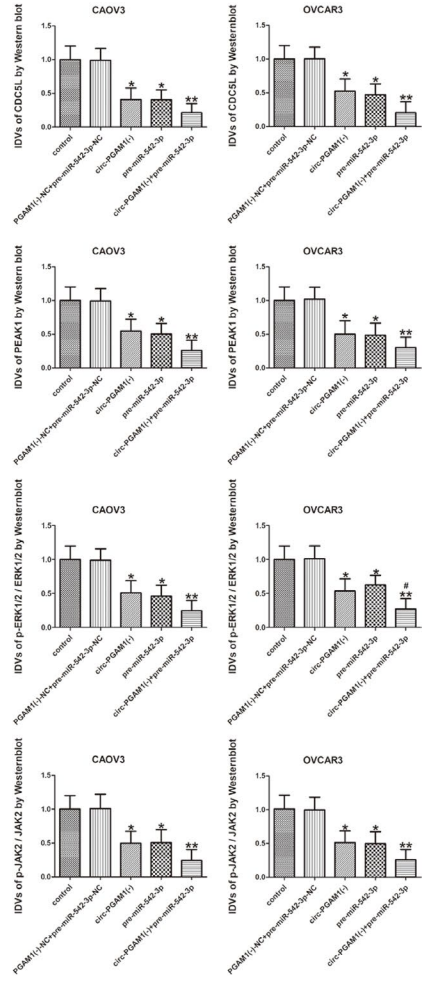 CAOV3
IDVs of CDC5L by Western blot
1.5
1.0
0.5
0.0
*
*
**
control
PGAM1(-)-NC+pre-miR-542-3p-NC
circ-PGAM1(-)
pre-miR-542-3p
circ-PGAM1(-)+pre-miR-542-3p
OVCAR3
IDVs of CDC5L by Westernblot
1.5
1.0
0.5
0.0
*
*
**
control
PGAM1(-)-NC+pre-miR-542-3p-NC
circ-PGAM1(-)
pre-miR-542-3p
circ-PGAM1(-)+pre-miR-542-3p
CAOV3
IDVs of PEAK1 by Western blot
1.5
1.0
0.5
0.0
*
*
**
control
PGAM1(-)-NC+pre-miR-542-3p-NC
circ-PGAM1(-)
pre-miR-542-3p
circ-PGAM1(-)+pre-miR-542-3p
OVCAR3
IDVs of PEAK1 by Western blot
1.5
1.0
0.5
0.0
*
*
**
control
PGAM1(-)-NC+pre-miR-542-3p-NC
circ-PGAM1(-)
pre-miR-542-3p
circ-PGAM1(-)+pre-miR-542-3p
CAOV3
IDVs of p-ERK1/2 / ERK1/2 by Westernblot
1.5
1.0
0.5
0.0
*
*
**
control
PGAM1(-)-NC+pre-miR-542-3p-NC
circ-PGAM1(-)
pre-miR-542-3p
circ-PGAM1(-)+pre-miR-542-3p
OVCAR3
IDVs of p-ERK1/2 / ERK1/2 by Westernblot
1.5
1.0
0.5
0.0
*
*
#
**
control
PGAM1(-)-NC+pre-miR-542-3p-NC
circ-PGAM1(-)
pre-miR-542-3p
circ-PGAM1(-)+pre-miR-542-3p
CAOV3
IDVs of p-JAK2 / JAK2 by Westernblot
1.5
1.0
0.5
0.0
*
*
**
control
PGAM1(-)-NC+pre-miR-542-3p-NC
circ-PGAM1(-)
pre-miR-542-3p
circ-PGAM1(-)+pre-miR-542-3p
OVCAR3
IDVs of p-JAK2 / JAK2 by Westernblot
1.5
1.0
0.5
0.0
*
*
**
control
PGAM1(-)-NC+pre-miR-542-3p-NC
circ-PGAM1(-)
pre-miR-542-3p
circ-PGAM1(-)+pre-miR-542-3p